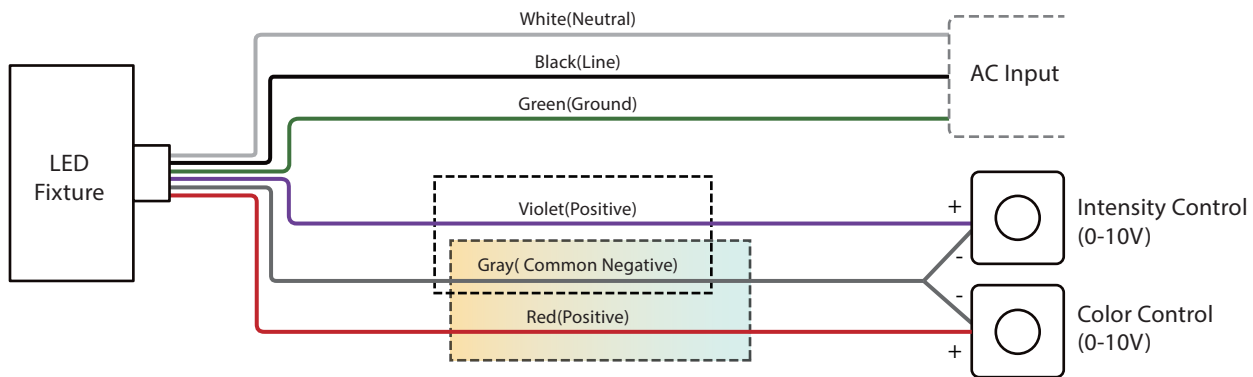 White(Neutral)
Black(Line)
AC Input
Green(Ground)
LED
Fixture
Violet(Positive)
+
Intensity Control
(0-10V)
-
Gray( Common Negative)
-
Red(Positive)
Color Control
(0-10V)
+